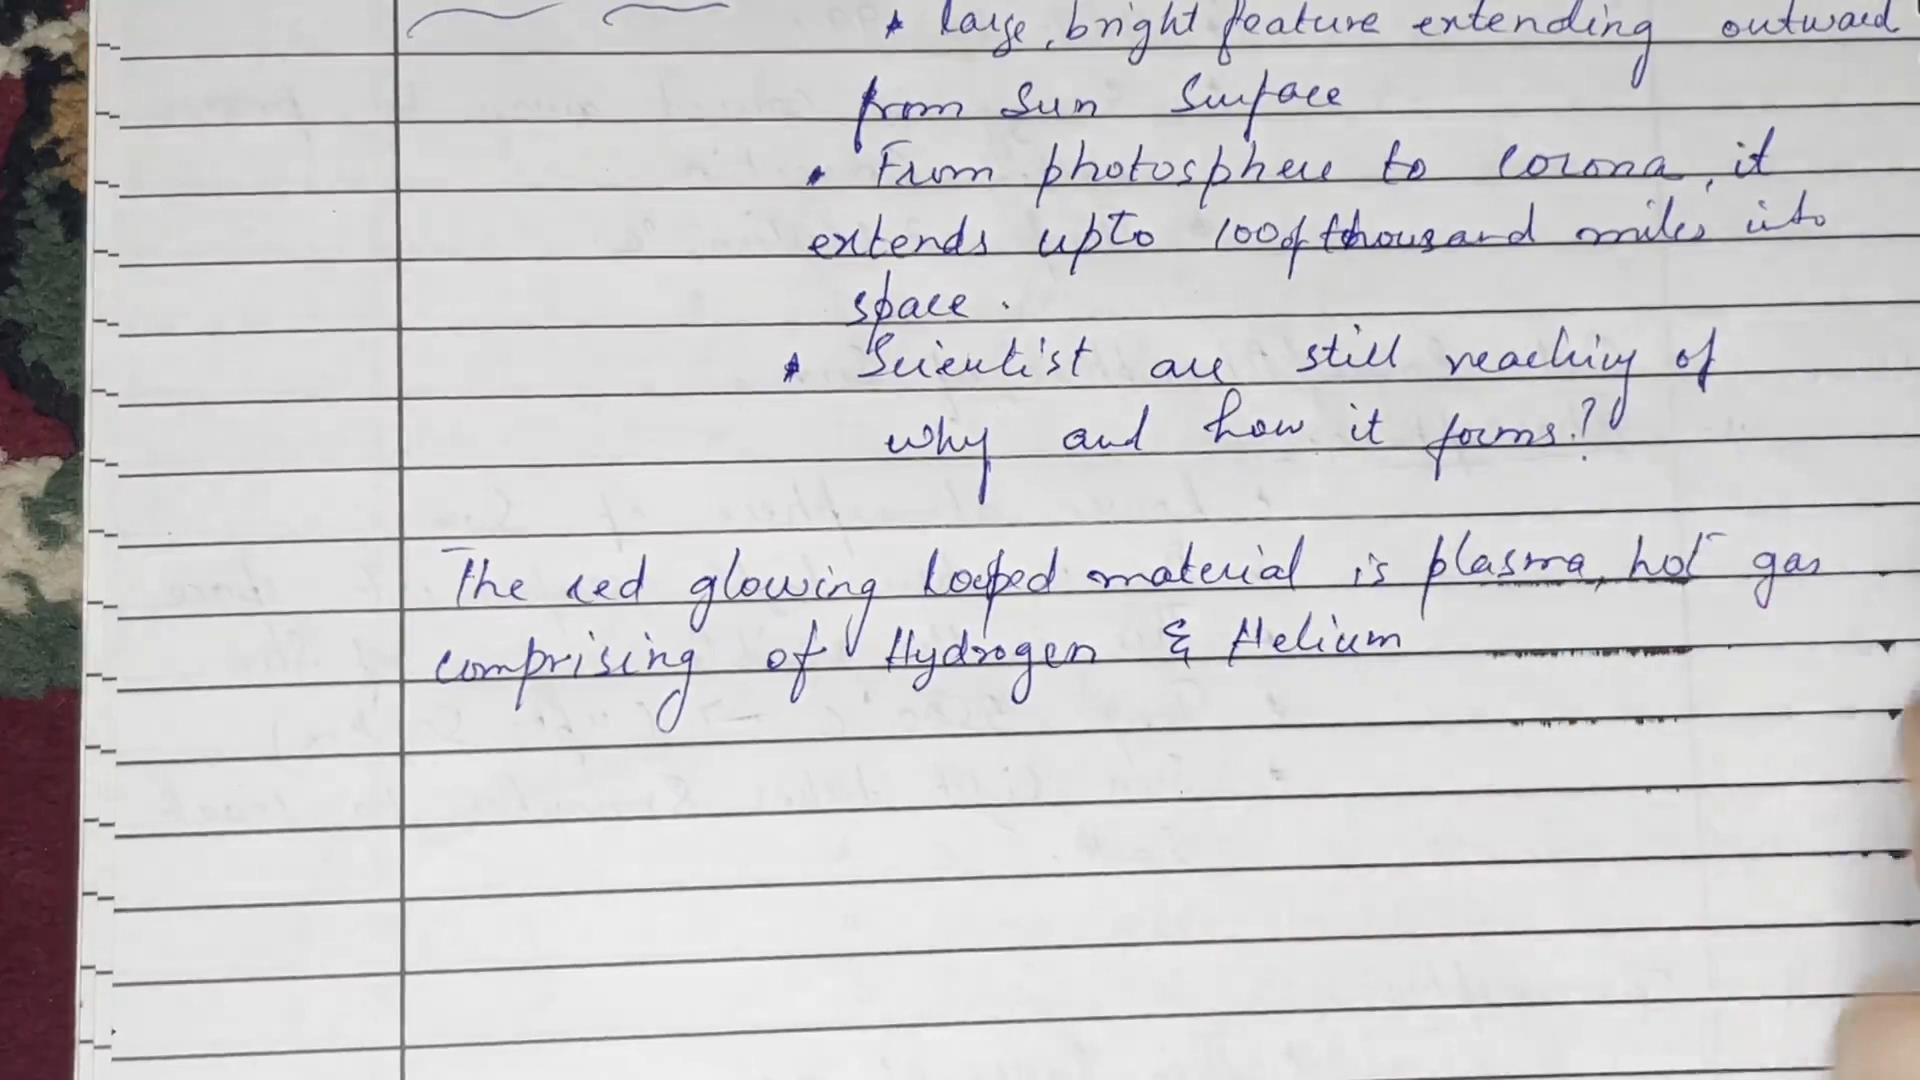 * Large, bright feature extending outward
from Sun Surface
• From photosphere to corona, it
extends upto 100 of thousand miles into
space.
* Scientist are still reaching of
why and how it forms?
The red glowing looped material is plasma, hot gas
comprising of Hydrogen & Helium